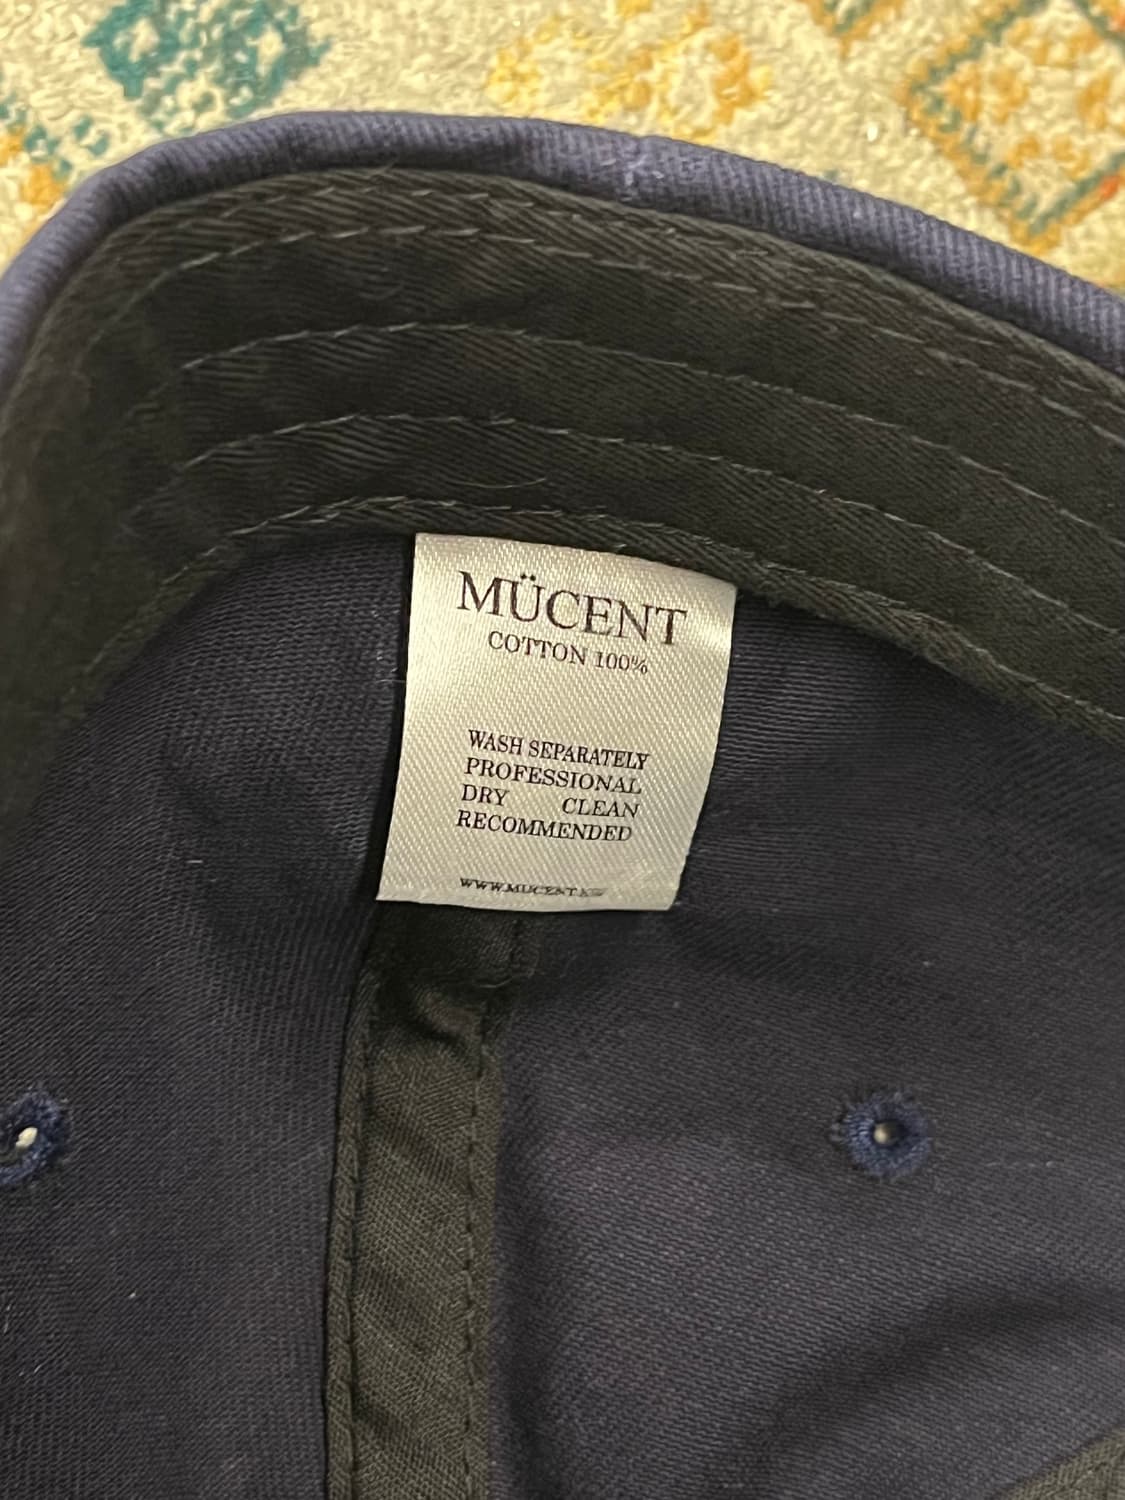 MÜCENT
COTTON 100%
WASH SEPARATELY
PROFESSIONAL
DRY CLEAN
RECOMMENDED